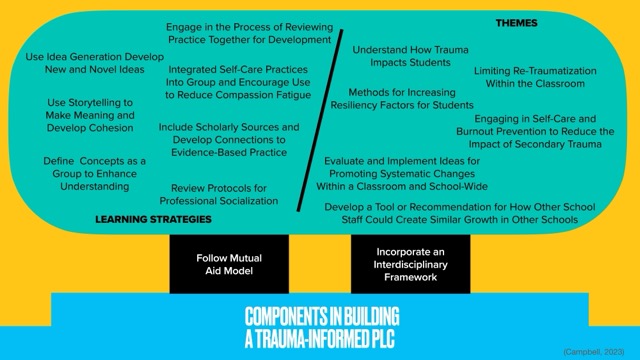 Engage in the Process of Reviewing
Practice Together for Development
Use Idea Generation Develop
New and Novel Ideas
Integrated Self-Care Practices
Into Group and Encourage Use
to Reduce Compassion Fatigue
Use Storytelling to
Make Meaning and
Develop Cohesion
Include Scholarly Sources and
Develop Connections to
Evidence-Based Practice
Define Concepts as a
Group to Enhance
Understanding
Review Protocols for
Professional Socialization
LEARNING STRATEGIES
THEMES
Understand How Trauma
Impacts Students
Limiting Re-Traumatization
Within the Classroom
Methods for Increasing
Resiliency Factors for Students
Engaging in Self-Care and
Burnout Prevention to Reduce the
Impact of Secondary Trauma
Evaluate and Implement Ideas for
Promoting Systematic Changes
Within a Classroom and School-Wide
Develop a Tool or Recommendation for How Other School
Staff Could Create Similar Growth in Other Schools
Follow Mutual
Aid Model
Incorporate an
Interdisciplinary
Framework
COMPONENTS IN BUILDING
A TRAUMA-INFORMED PLC
(Campbell, 2023)